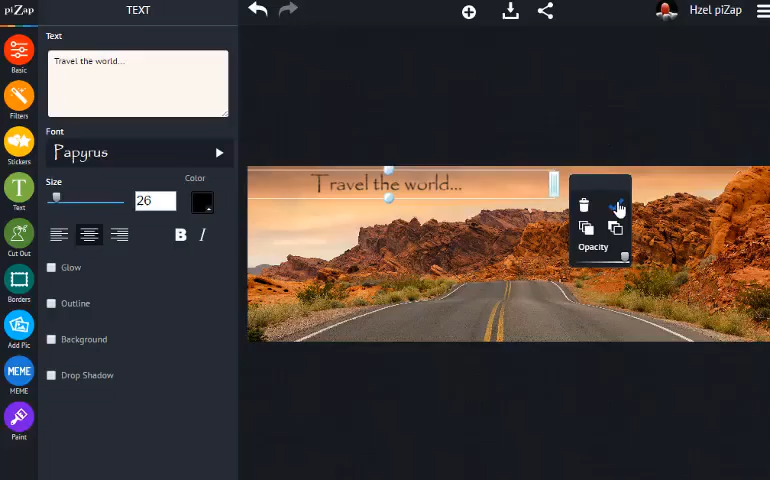 piZap
TEXT
Hzel piZap
Text
Travel the world...
Font
Papyrus
Size
Color
26
B I
Glow
Outline
Background
Drop Shadow
Basic
Filters
Stickers
T
Text
Cut Out
Borders
Add Pic
MEME
MEME
Paint
Travel the world...
Opacity